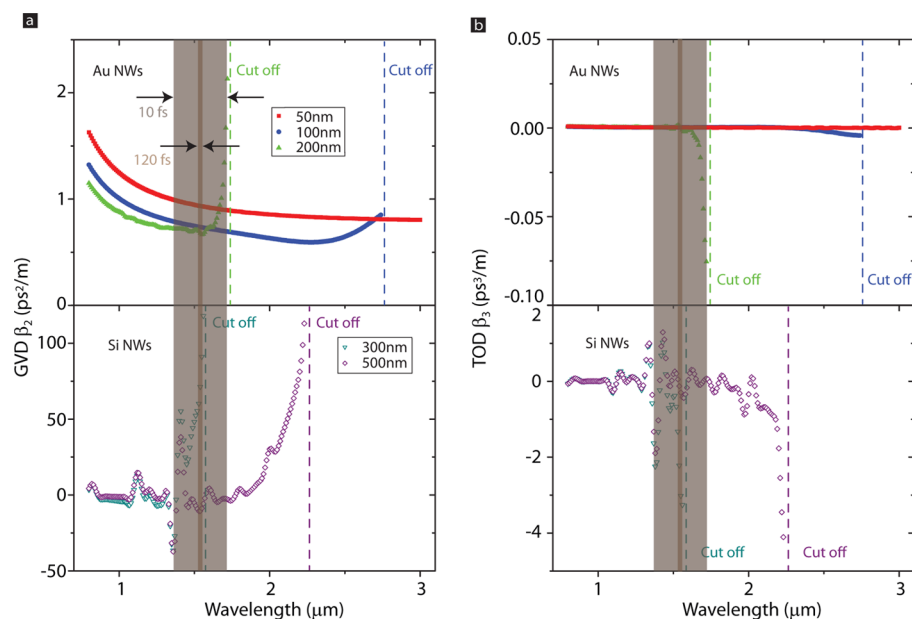 a
Au NWs
Cut off
Cut off
10 fs
120 fs
50nm
100nm
200nm
2
1
0
GVD β2 (ps²/m)
Si NWs
Cut off
Cut off
300nm
500nm
100
50
0
-50
1
2
3
Wavelength (μm)
b
0.05
0.00
-0.05
-0.10
Au NWs
Cut off
Cut off
TOD β3 (ps³/m)
Si NWs
300nm
500nm
2
0
-2
-4
Cut off
Cut off
1
2
3
Wavelength (μm)